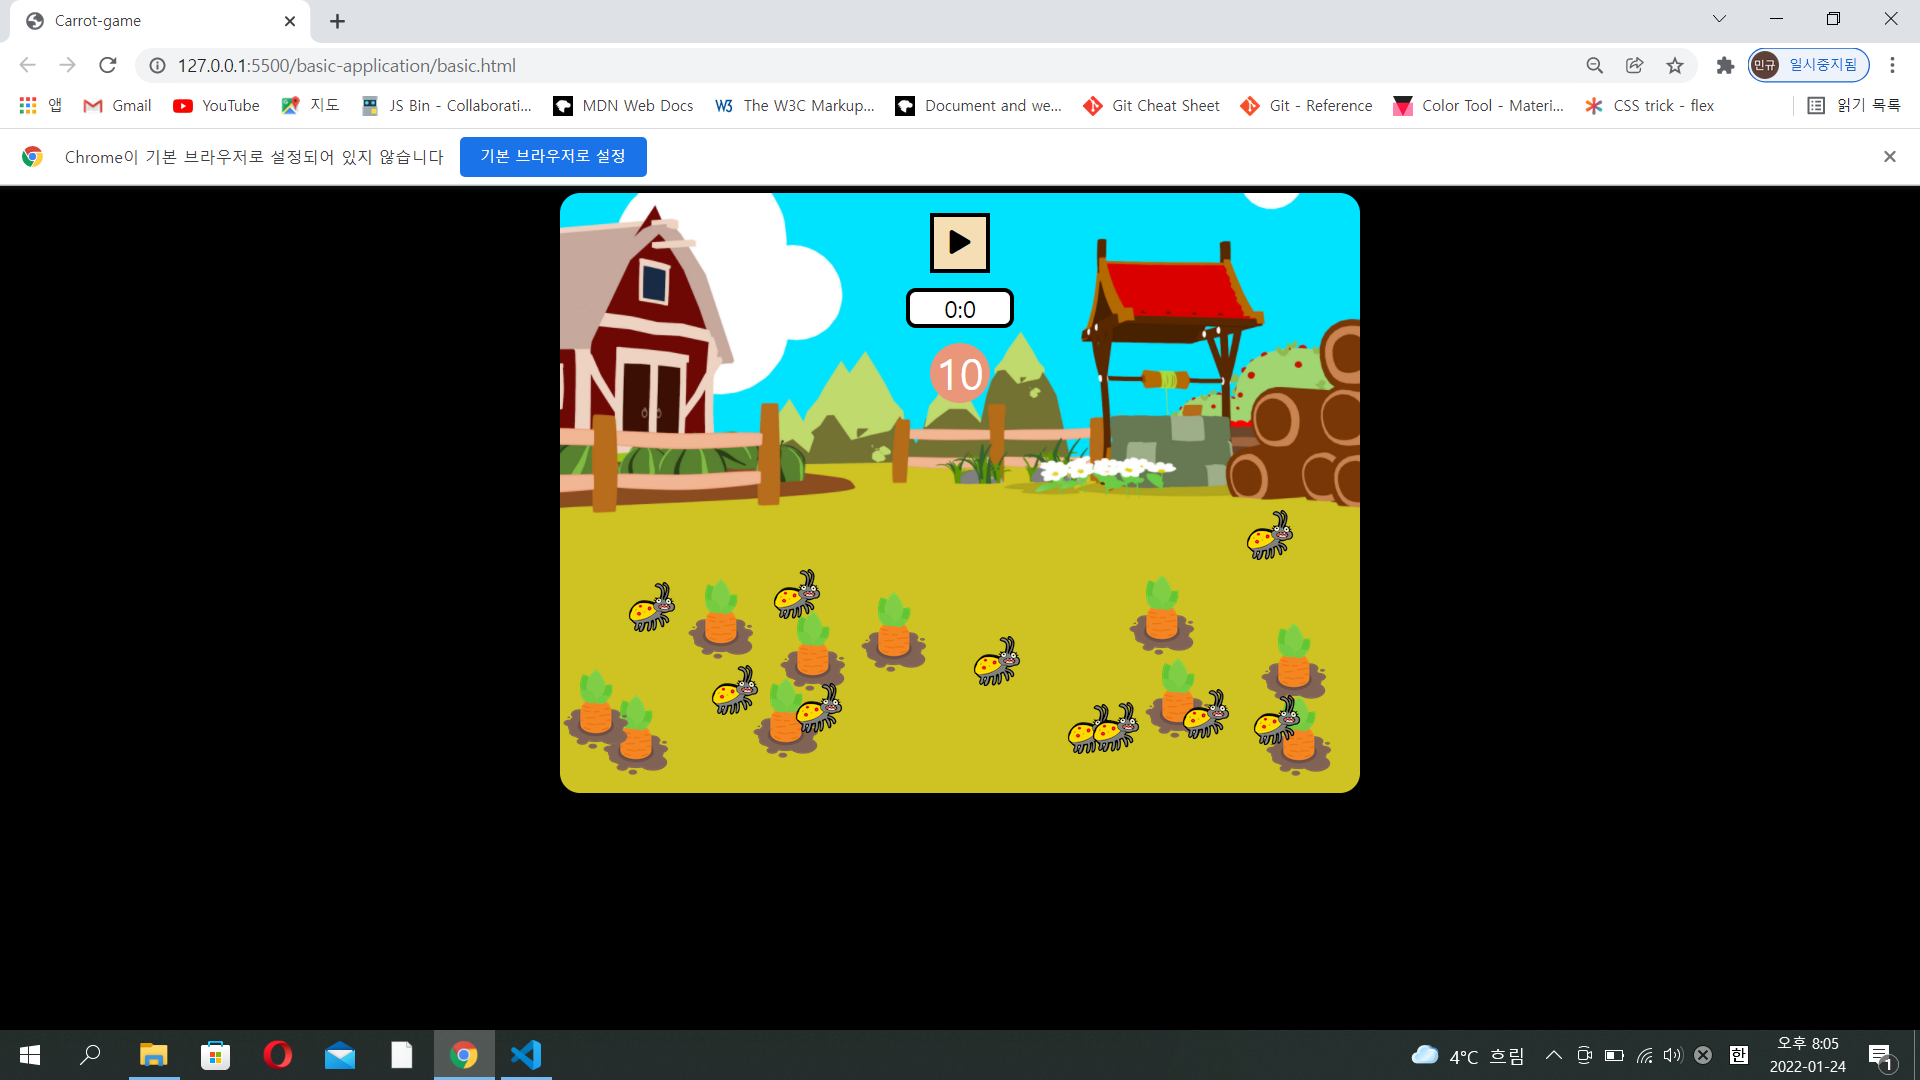 Carrot-game
127.0.0.1:5500/basic-application/basic.html
민규 일시중지됨
앱 Gmail YouTube 지도 JS Bin - Collaborati... MDN Web Docs W3 The W3C Markup... Document and we... Git Cheat Sheet Git - Reference Color Tool - Materi... CSS trick - flex 읽기 목록
Chrome이 기본 브라우저로 설정되어 있지 않습니다 기본 브라우저로 설정
0:0
10
4°C 흐림 한 오후 8:05
2022-01-24 1